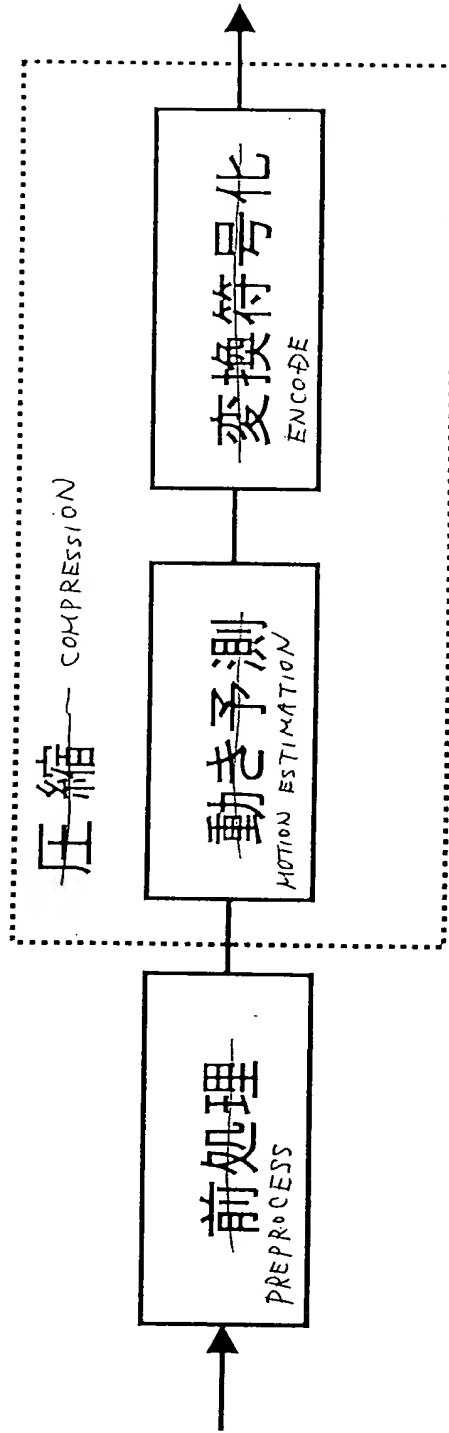 圧縮 COMPRESSION
前処理
PREPROCESS
動き予測
MOTION ESTIMATION
変換符号化
ENCODE